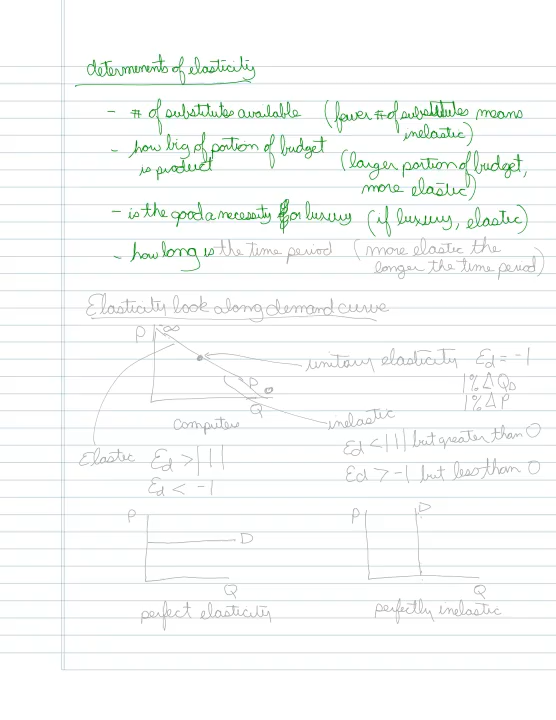 determenents of elasticity
- # of substitutes available (fewer # of substitutes means
inelastic)
- how big of portion of budget
is product (larger portion of budget,
more elastic)
- is the good a necessity or luxury (if luxury, elastic)
- how long is the time period (more elastic the
longer the time period)
Elasticity look along demand curve
P -∞
unitary elasticity Ed = -1
1% Δ QD
1% Δ P
D 0
Q
computers
inelastic
Ed < |1| but greater than 0
Elastic Ed > |1|
Ed > -1 but less than 0
Ed < -1
P D
Q
perfect elasticity
P D
Q
perfectly inelastic